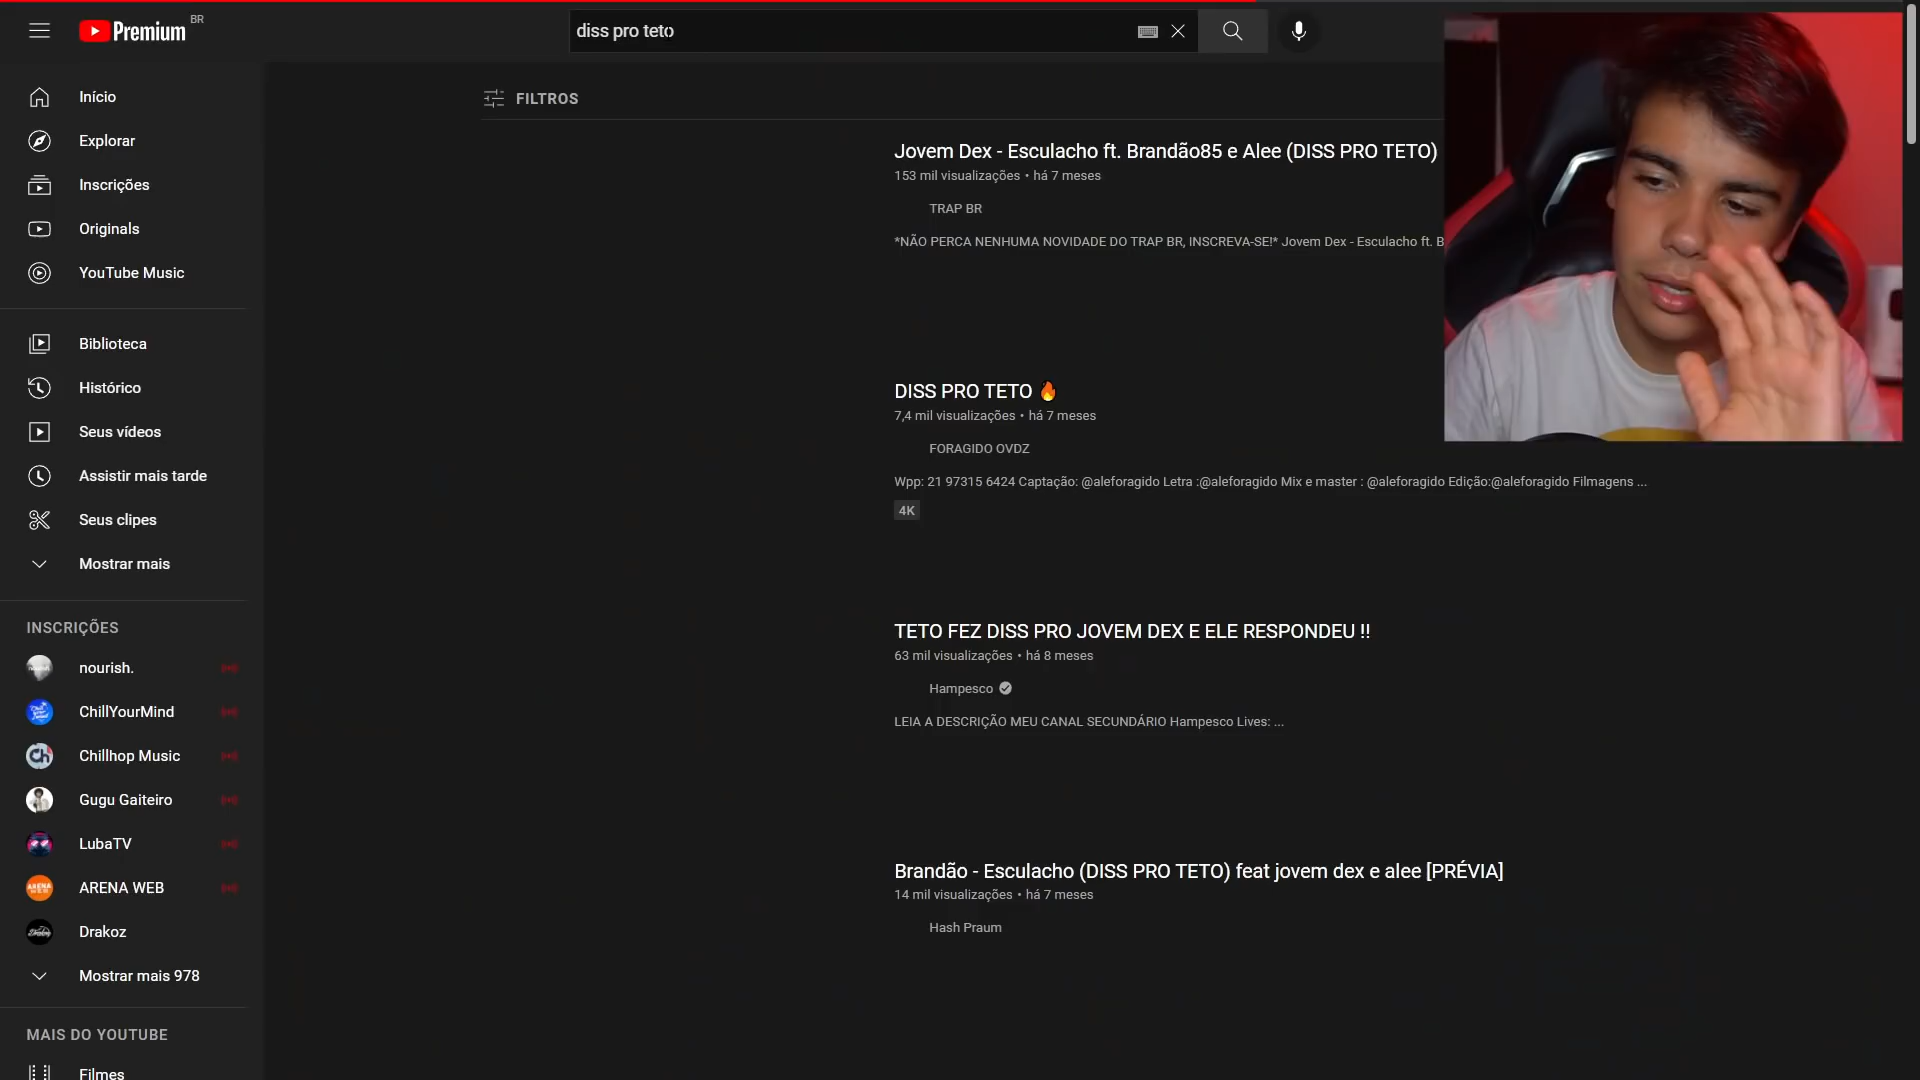 Premium BR
diss pro teto
Início
Explorar
Inscrições
Originals
YouTube Music
Biblioteca
Histórico
Seus vídeos
Assistir mais tarde
Seus clipes
Mostrar mais
INSCRIÇÕES
nourish.
ChillYourMind
Chillhop Music
Gugu Gaiteiro
LubaTV
ARENA WEB
Drakoz
Mostrar mais 978
MAIS DO YOUTUBE
Filmes
FILTROS
Jovem Dex - Esculacho ft. Brandão85 e Alee (DISS PRO TETO)
153 mil visualizações • há 7 meses
TRAP BR
*NÃO PERCA NENHUMA NOVIDADE DO TRAP BR, INSCREVA-SE!* Jovem Dex - Esculacho ft. B
DISS PRO TETO 🔥
7,4 mil visualizações • há 7 meses
FORAGIDO OVDZ
Wpp: 21 97315 6424 Captação: @aleforagido Letra :@aleforagido Mix e master : @aleforagido Edição:@aleforagido Filmagens ...
4K
TETO FEZ DISS PRO JOVEM DEX E ELE RESPONDEU !!
63 mil visualizações • há 8 meses
Hampesco
LEIA A DESCRIÇÃO MEU CANAL SECUNDÁRIO Hampesco Lives: ...
Brandão - Esculacho (DISS PRO TETO) feat jovem dex e alee [PRÉVIA]
14 mil visualizações • há 7 meses
Hash Praum